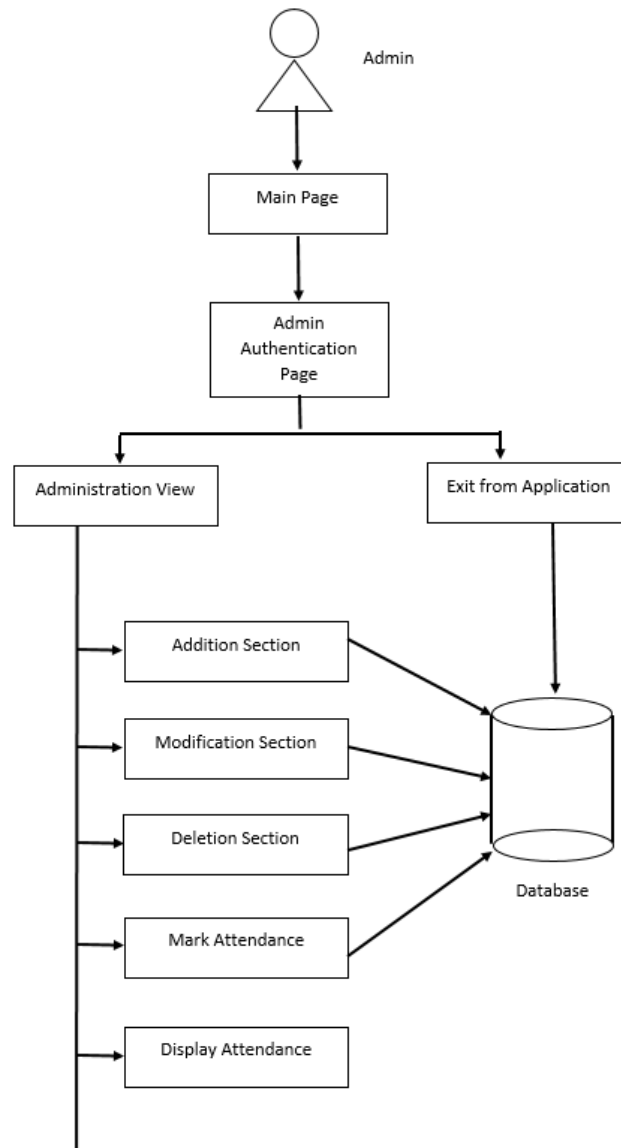 Admin
Main Page
Admin
Authentication
Page
Administration View
Exit from Application
Addition Section
Modification Section
Deletion Section
Database
Mark Attendance
Display Attendance